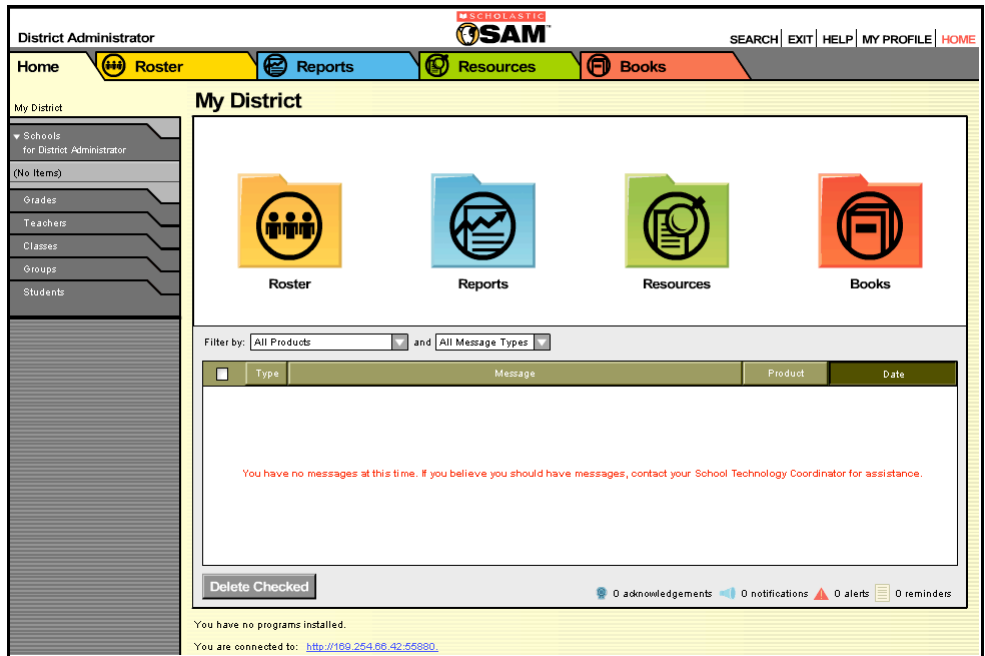 SCHOLASTIC
District Administrator
SAM
SEARCH EXIT HELP MY PROFILE HOME
Home Roster Reports Resources Books
My District
My District
Schools
for District Administrator
(No Items)
Grades
Teachers
Classes
Groups
Students
Roster Reports Resources Books
Filter by: All Products and All Message Types
Type Message Product Date
You have no messages at this time. If you believe you should have messages, contact your School Technology Coordinator for assistance.
Delete Checked
0 acknowledgements 0 notifications 0 alerts 0 reminders
You have no programs installed.
You are connected to: http://169.254.66.42:55880.